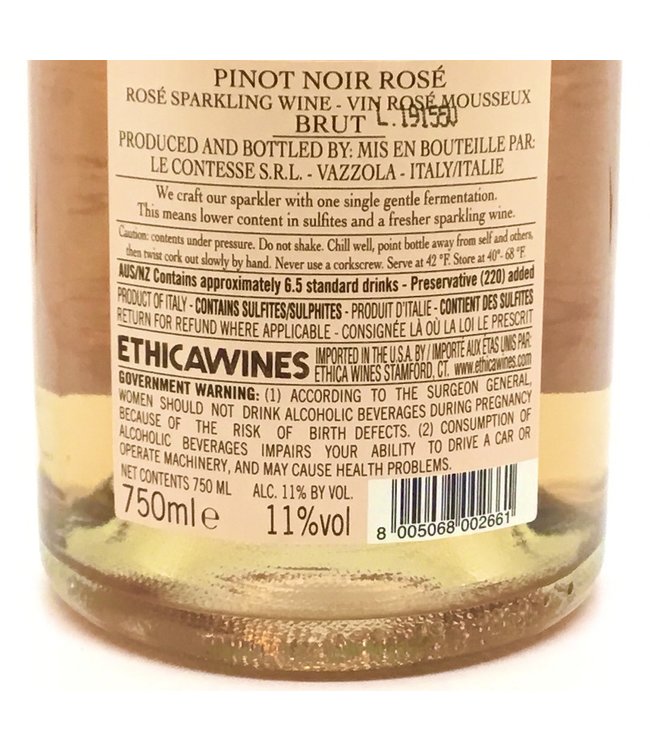 PINOT NOIR ROSÉ
ROSÉ SPARKLING WINE - VIN ROSÉ MOUSSEUX
BRUT L.191550
PRODUCED AND BOTTLED BY: MIS EN BOUTEILLE PAR:
LE CONTESSE S.R.L. - VAZZOLA - ITALY/ITALIE
We craft our sparkler with one single gentle fermentation.
This means lower content in sulfites and a fresher sparkling wine.
Caution: contents under pressure. Do not shake. Chill well, point bottle away from self and others,
then twist cork out slowly by hand. Never use a corkscrew. Serve at 42 °F. Store at 40°- 68 °F.
AUS/NZ Contains approximately 6.5 standard drinks - Preservative (220) added
PRODUCT OF ITALY - CONTAINS SULFITES/SULPHITES - PRODUIT D'ITALIE - CONTIENT DES SULFITES
RETURN FOR REFUND WHERE APPLICABLE - CONSIGNÉE LÀ OÙ LA LOI LE PRESCRIT
ETHICAWINES IMPORTED IN THE U.S.A. BY / IMPORTE AUX ETAS UNIS PAR:
ETHICA WINES STAMFORD, CT. www.ethicawines.com
GOVERNMENT WARNING: (1) ACCORDING TO THE SURGEON GENERAL,
WOMEN SHOULD NOT DRINK ALCOHOLIC BEVERAGES DURING PREGNANCY
BECAUSE OF THE RISK OF BIRTH DEFECTS. (2) CONSUMPTION OF
ALCOHOLIC BEVERAGES IMPAIRS YOUR ABILITY TO DRIVE A CAR OR
OPERATE MACHINERY, AND MAY CAUSE HEALTH PROBLEMS.
NET CONTENTS 750 ML ALC. 11% BY VOL.
750ml e 11%vol
8 005068 002661